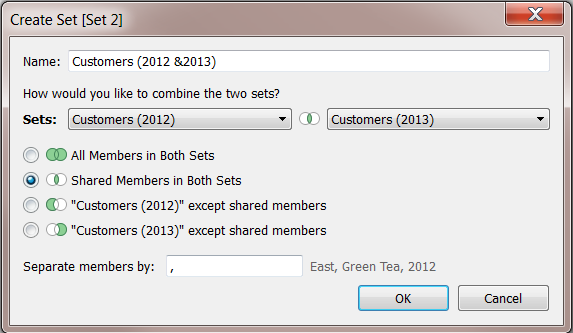 Create Set [Set 2]
Name: Customers (2012 &2013)
How would you like to combine the two sets?
Sets: Customers (2012) Customers (2013)
All Members in Both Sets
Shared Members in Both Sets
"Customers (2012)" except shared members
"Customers (2013)" except shared members
Separate members by: , East, Green Tea, 2012
OK Cancel